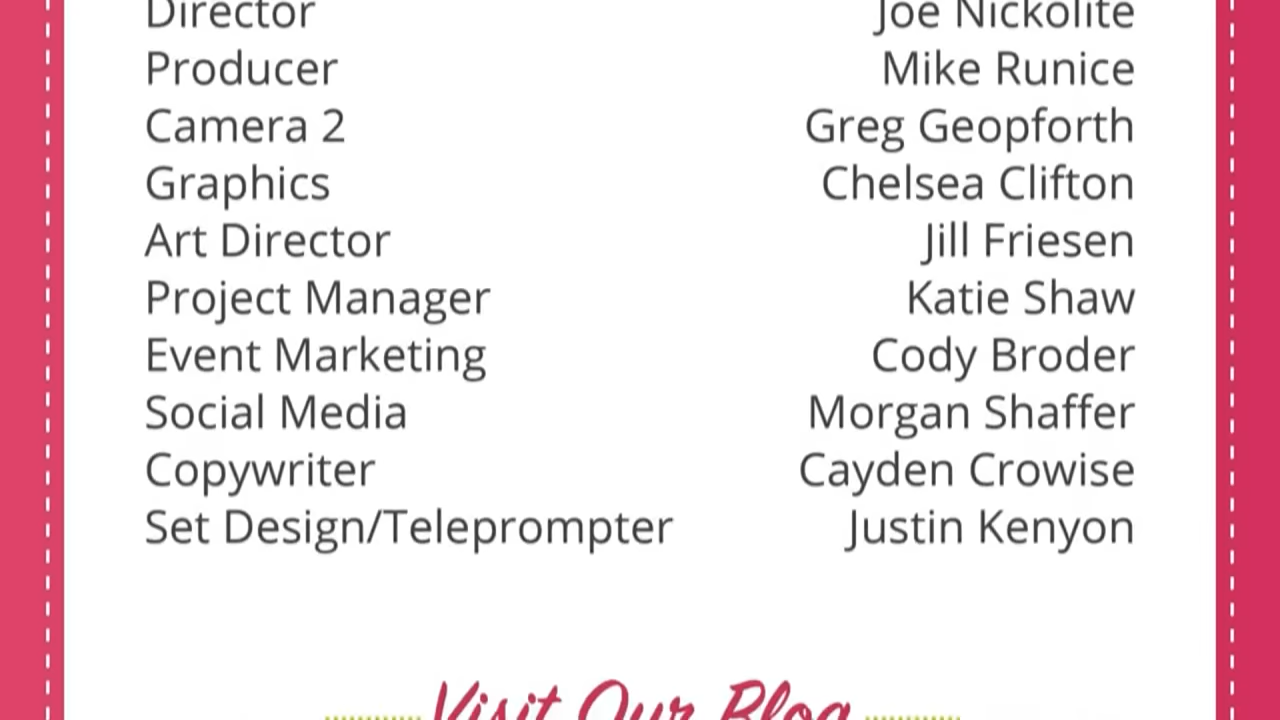 Director Joe Nickolite
Producer Mike Runice
Camera 2 Greg Geopforth
Graphics Chelsea Clifton
Art Director Jill Friesen
Project Manager Katie Shaw
Event Marketing Cody Broder
Social Media Morgan Shaffer
Copywriter Cayden Crowise
Set Design/Teleprompter Justin Kenyon
Visit Our Blog